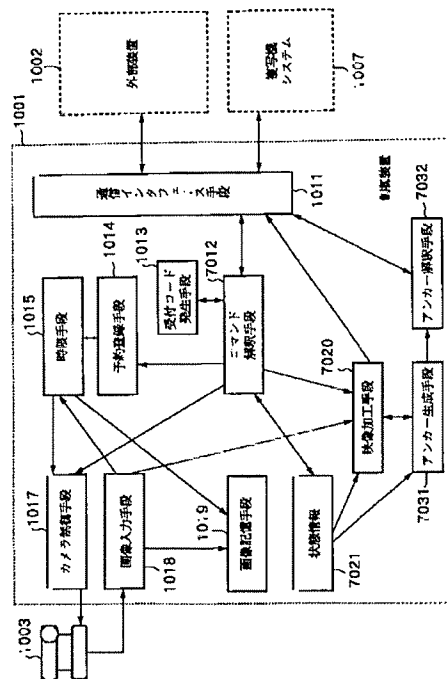 1001
外部装置
1002
複写機
システム
1007
通信インタフェース手段
1011
1015
時限手段
1014
予約登録手段
1013
受付コード
発生手段
7012
コマンド
解釈手段
制御装置
1017
カメラ制御手段
画像入力手段
1018
1019
画像記憶手段
状態情報
7021
7020
映像加工手段
アンカー生成手段
7031
アンカー解釈手段
7032
1003